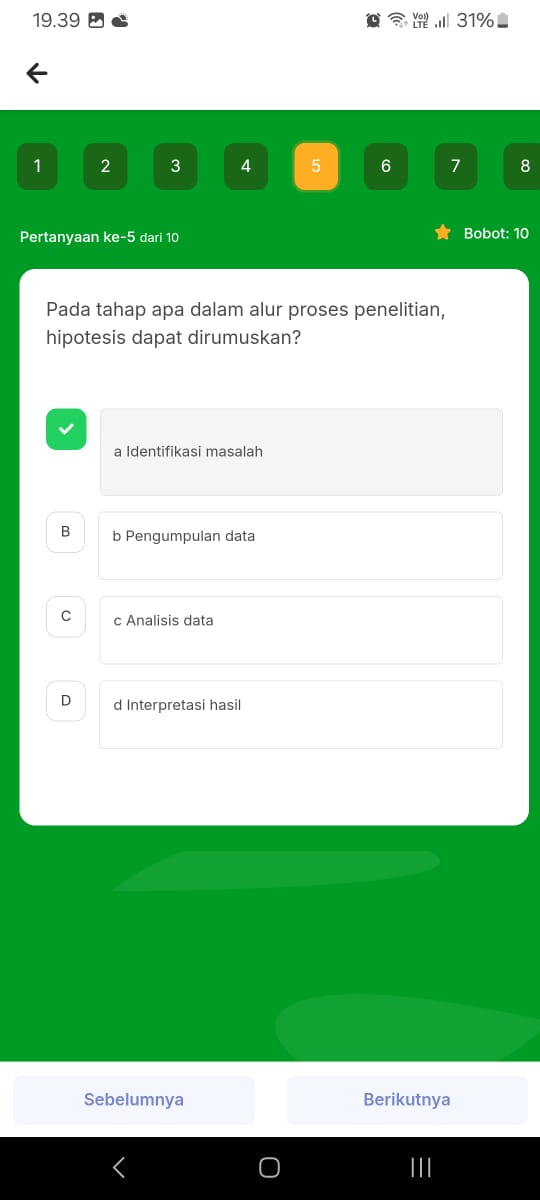 19.39
Vo))
LTE
31%
1 2 3 4 5 6 7 8
Pertanyaan ke-5 dari 10
Bobot: 10
Pada tahap apa dalam alur proses penelitian,
hipotesis dapat dirumuskan?
a Identifikasi masalah
B
b Pengumpulan data
C
c Analisis data
D
d Interpretasi hasil
Sebelumnya
Berikutnya